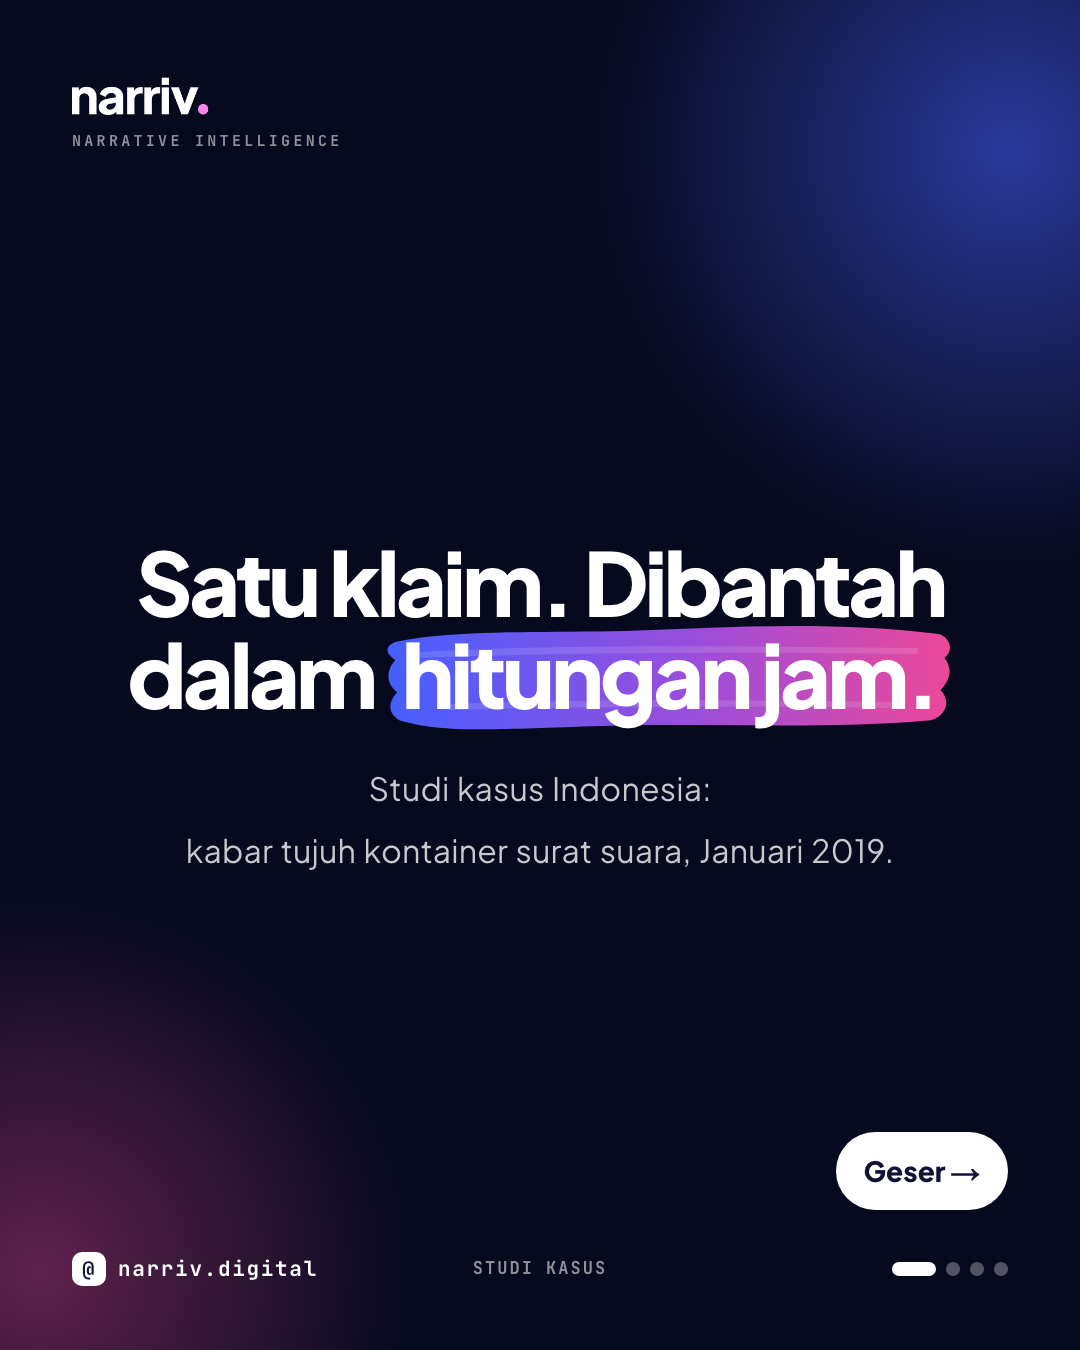 narriv.
NARRATIVE INTELLIGENCE
Satu klaim. Dibantah
dalam hitungan jam.
Studi kasus Indonesia:
kabar tujuh kontainer surat suara, Januari 2019.
Geser →
@ narriv.digital
STUDI KASUS